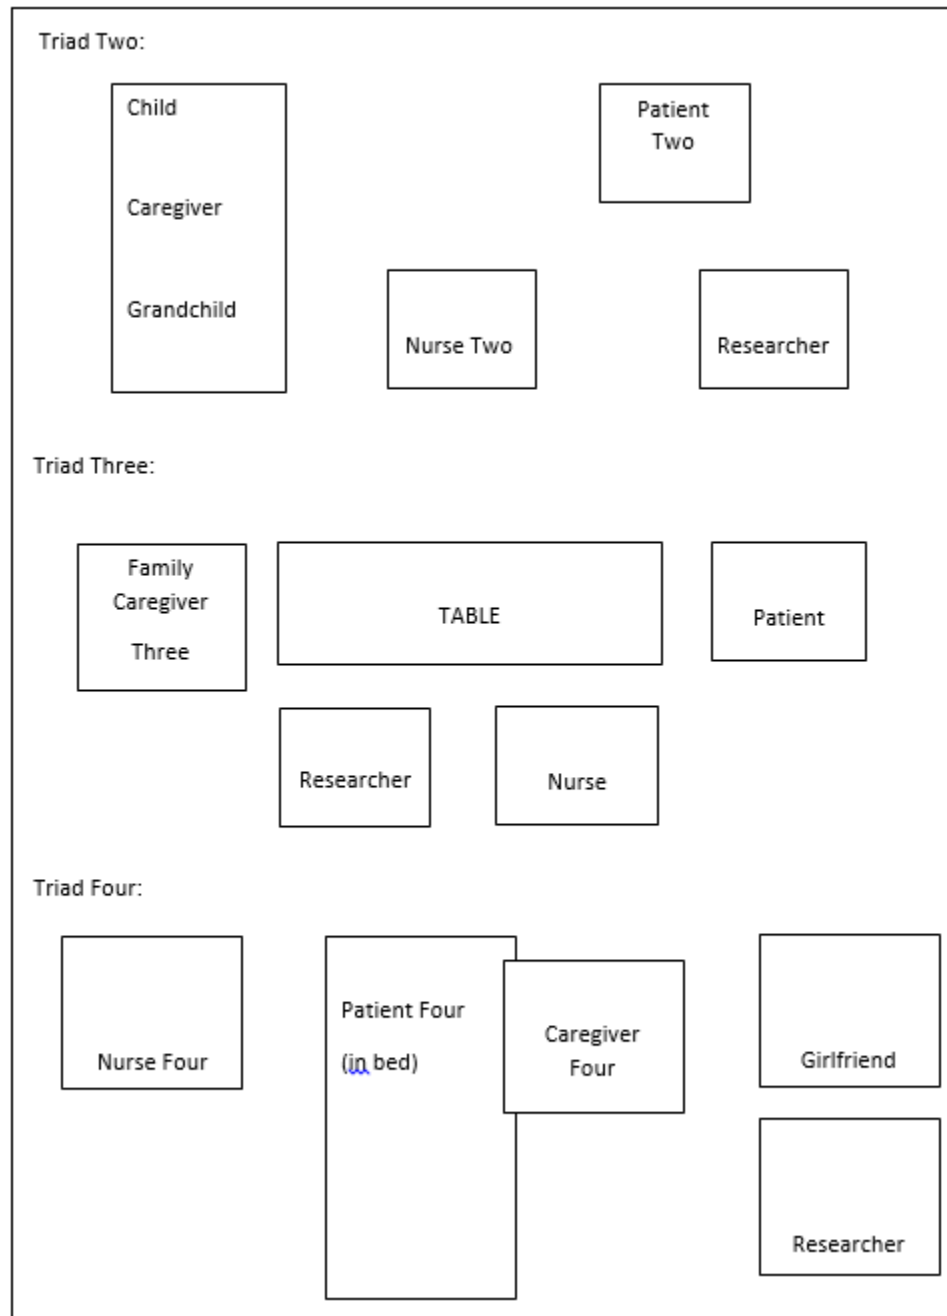 Triad Two:
Child
Caregiver
Grandchild
Patient
Two
Nurse Two
Researcher
Triad Three:
Family
Caregiver
Three
TABLE
Patient
Researcher
Nurse
Triad Four:
Nurse Four
Patient Four
(in bed)
Caregiver
Four
Girlfriend
Researcher